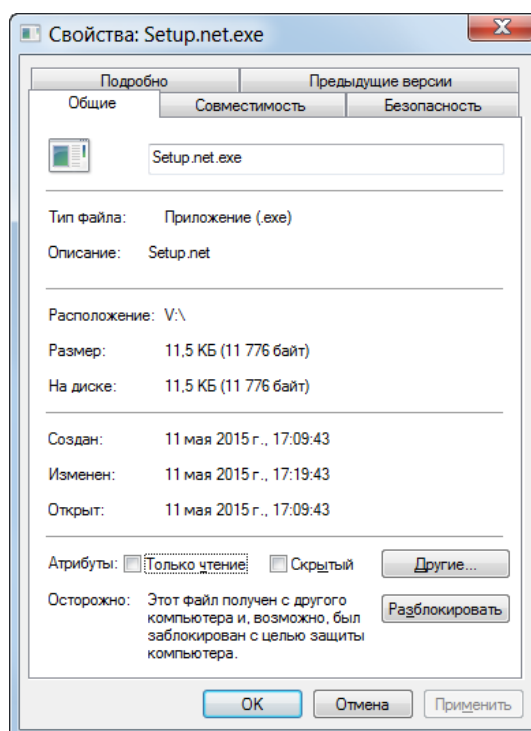 Свойства: Setup.net.exe
Подробно Предыдущие версии
Общие Совместимость Безопасность
Setup.net.exe
Тип файла: Приложение (.exe)
Описание: Setup.net
Расположение: V:\
Размер: 11,5 КБ (11 776 байт)
На диске: 11,5 КБ (11 776 байт)
Создан: 11 мая 2015 г., 17:09:43
Изменен: 11 мая 2015 г., 17:19:43
Открыт: 11 мая 2015 г., 17:09:43
Атрибуты: Только чтение Скрытый Другие...
Осторожно: Этот файл получен с другого Разблокировать
компьютера и, возможно, был
заблокирован с целью защиты
компьютера.
OK Отмена Применить